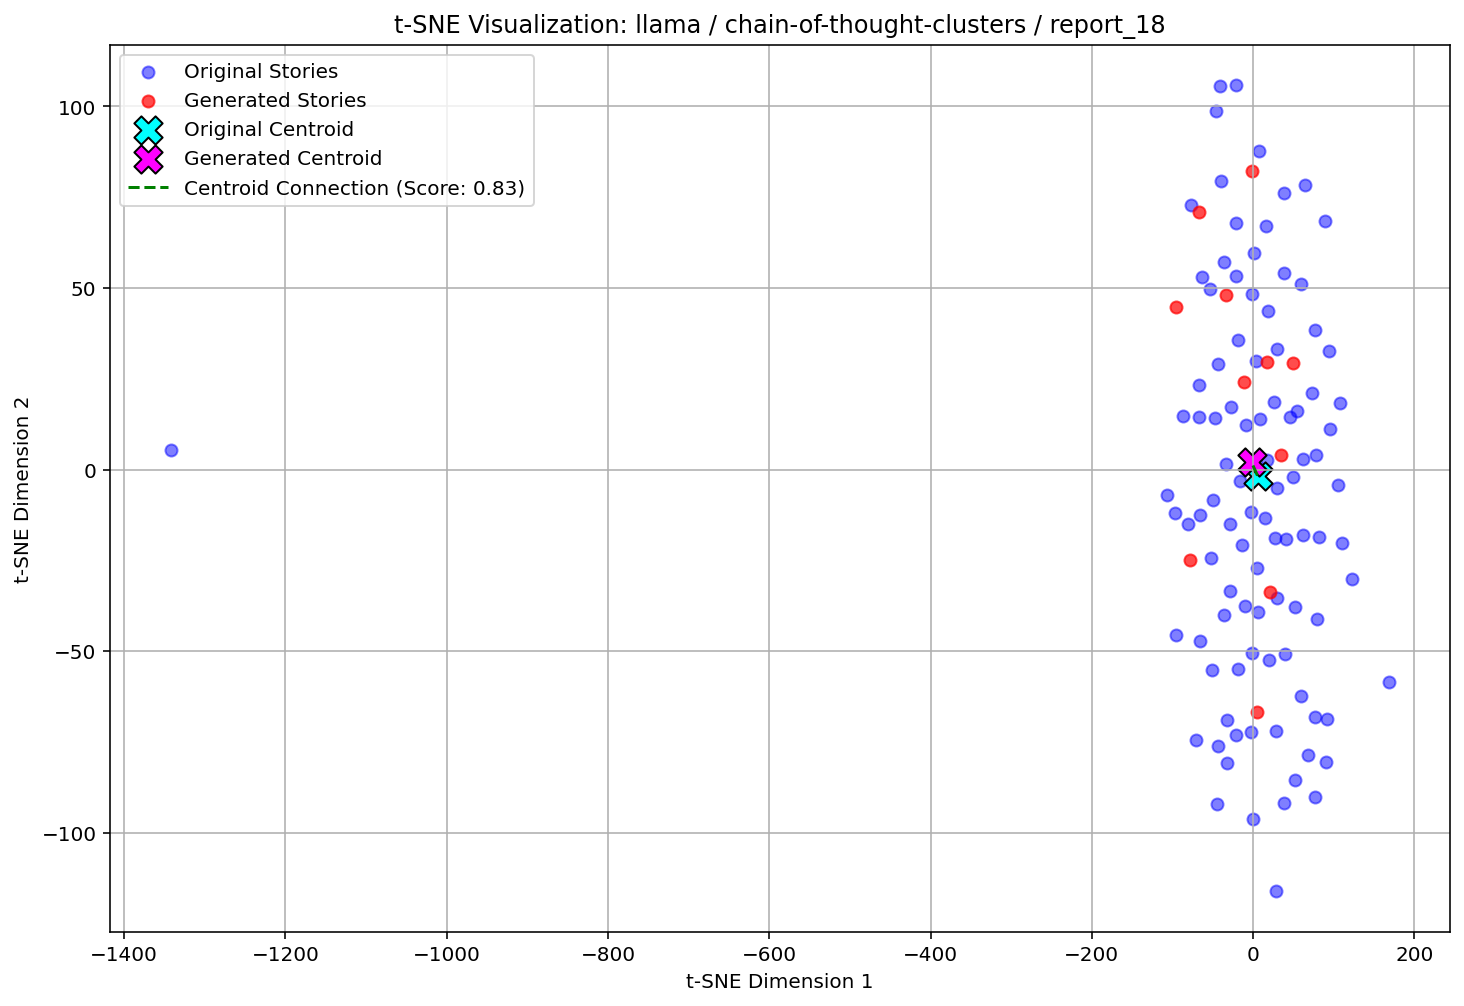 t-SNE Visualization: llama / chain-of-thought-clusters / report_18
Original Stories
Generated Stories
Original Centroid
Generated Centroid
Centroid Connection (Score: 0.83)
100
50
0
−50
−100
t-SNE Dimension 2
−1400 −1200 −1000 −800 −600 −400 −200 0 200
t-SNE Dimension 1